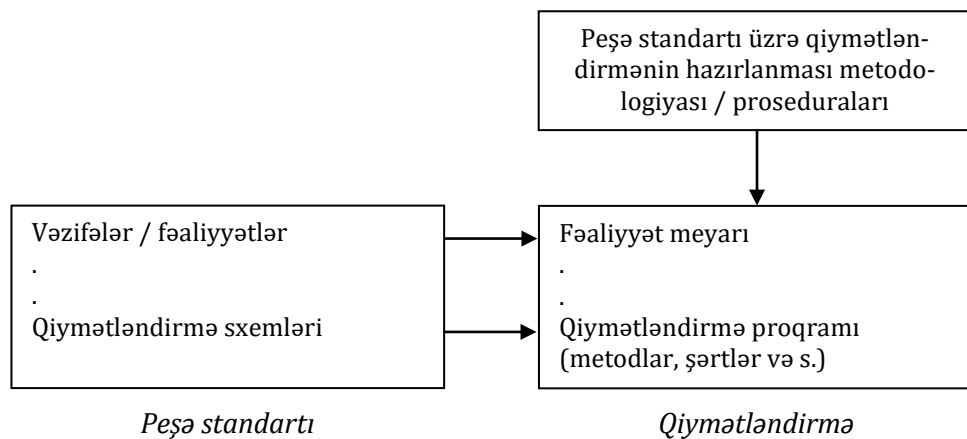 Peşə standartı üzrə qiymətlən-
dirmənin hazırlanması metodo-
logiyası / proseduraları
Vəzifələr / fəaliyyətlər
.
.
Qiymətləndirmə sxemləri
Fəaliyyət meyarı
.
.
Qiymətləndirmə proqramı
(metodlar, şərtlər və s.)
Peşə standartı
Qiymətləndirmə